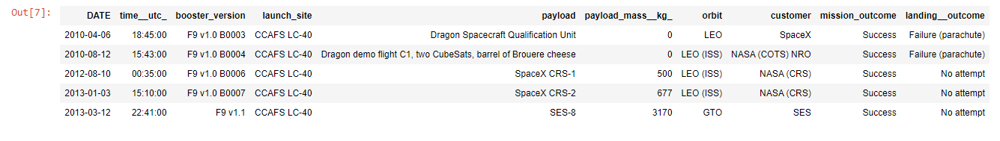 Out[7]:
DATE time__utc_ booster_version launch_site payload payload_mass__kg_ orbit customer mission_outcome landing__outcome
2010-04-06 18:45:00 F9 v1.0 B0003 CCAFS LC-40 Dragon Spacecraft Qualification Unit 0 LEO SpaceX Success Failure (parachute)
2010-08-12 15:43:00 F9 v1.0 B0004 CCAFS LC-40 Dragon demo flight C1, two CubeSats, barrel of Brouere cheese 0 LEO (ISS) NASA (COTS) NRO Success Failure (parachute)
2012-08-10 00:35:00 F9 v1.0 B0006 CCAFS LC-40 SpaceX CRS-1 500 LEO (ISS) NASA (CRS) Success No attempt
2013-01-03 15:10:00 F9 v1.0 B0007 CCAFS LC-40 SpaceX CRS-2 677 LEO (ISS) NASA (CRS) Success No attempt
2013-03-12 22:41:00 F9 v1.1 CCAFS LC-40 SES-8 3170 GTO SES Success No attempt